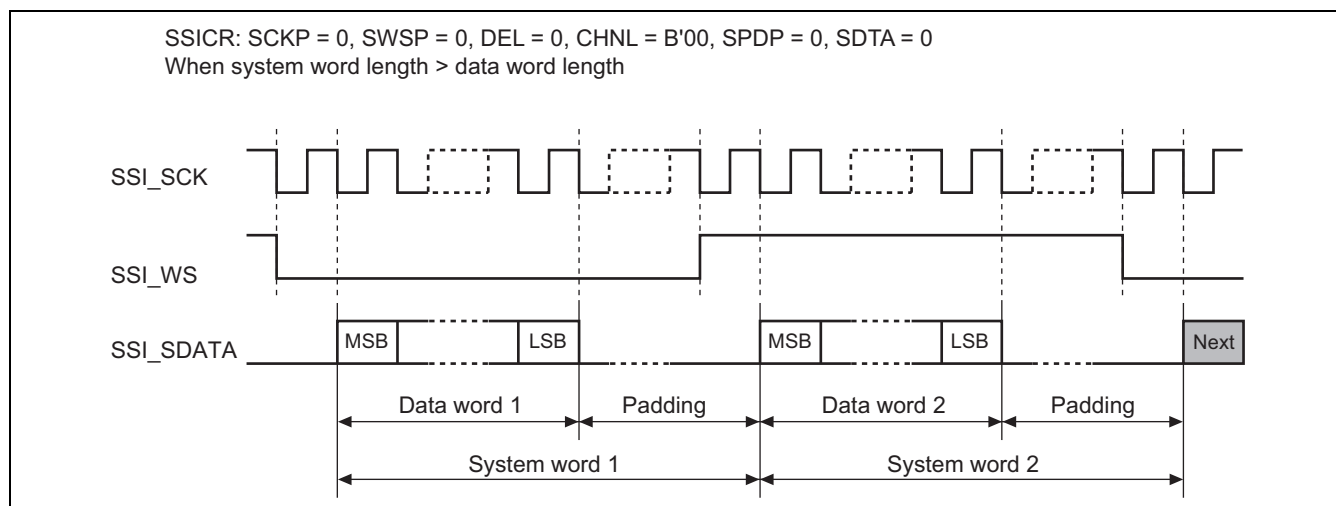 SSICR: SCKP = 0, SWSP = 0, DEL = 0, CHNL = B'00, SPDP = 0, SDTA = 0
When system word length > data word length
SSI_SCK
SSI_WS
SSI_SDATA
MSB
LSB
MSB
LSB
Next
Data word 1
Padding
Data word 2
Padding
System word 1
System word 2